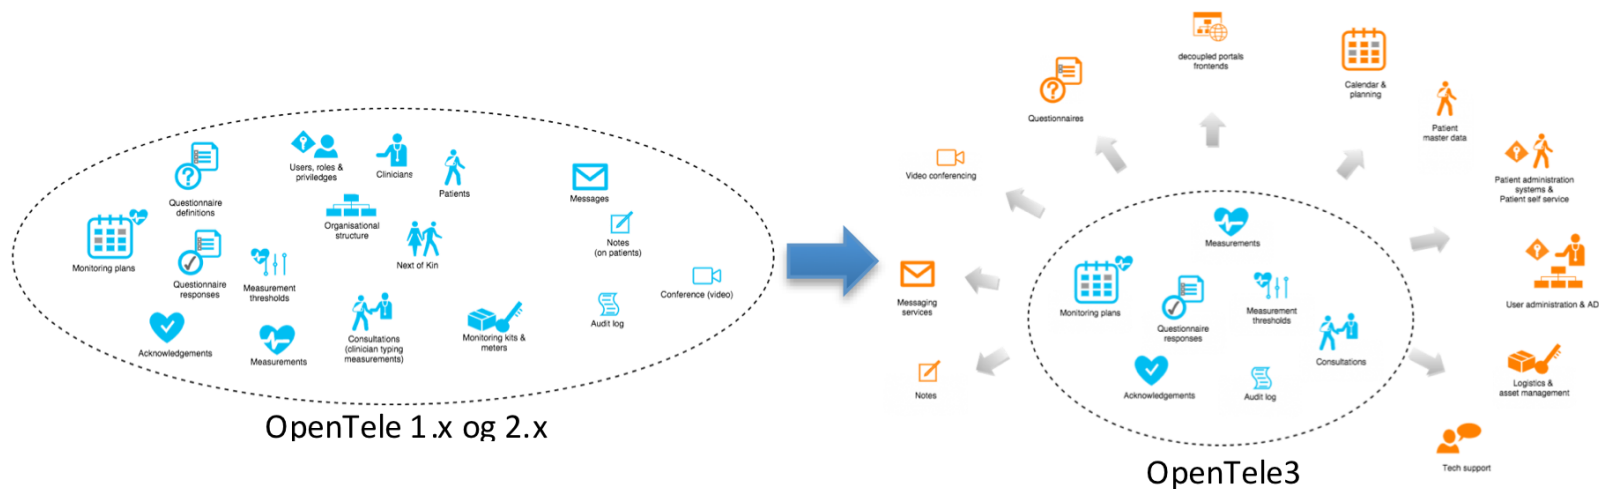 Users, roles &
priviledges
Clinicians
Patients
Messages
Questionnaire
definitions
Organisational
structure
Notes
(on patients)
Monitoring plans
Next of Kin
Questionnaire
responses
Measurement
thresholds
Conference (video)
Audit log
Acknowledgements
Measurements
Consultations
(clinician typing
measurements)
Monitoring kits &
meters
OpenTele 1.x og 2.x
decoupled portals
frontends
Calendar &
planning
Questionnaires
Patient
master data
Video conferencing
Patient administration
systems &
Patient self service
Measurements
Messaging
services
Monitoring plans
Questionnaire
responses
Measurement
thresholds
User administration & AD
Consultations
Notes
Acknowledgements
Audit log
Logistics &
asset management
Tech support
OpenTele3